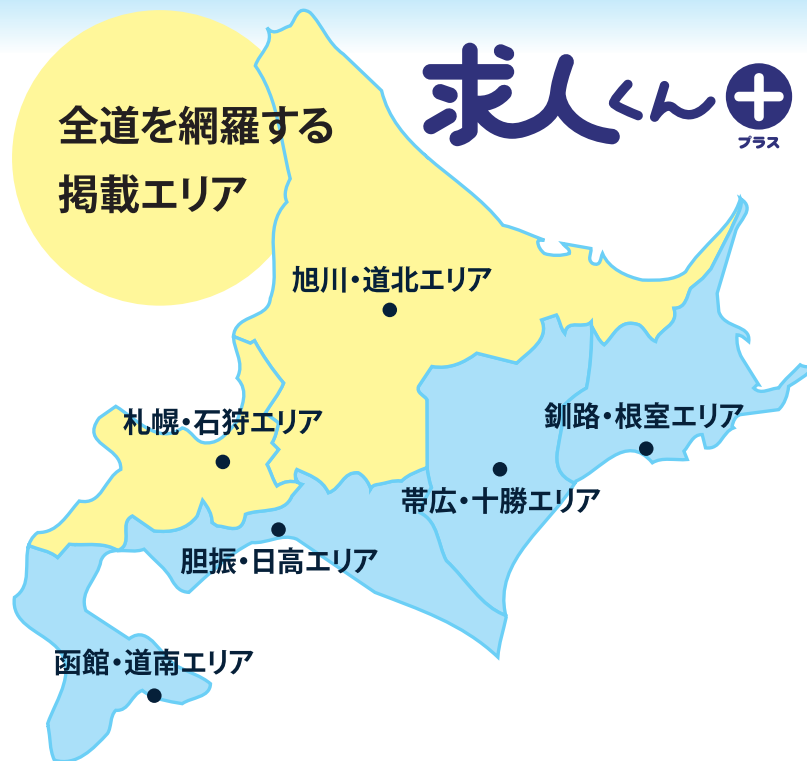 求人くん
プラス
全道を網羅する
掲載エリア
旭川・道北エリア
札幌・石狩エリア
釧路・根室エリア
帯広・十勝エリア
胆振・日高エリア
函館・道南エリア